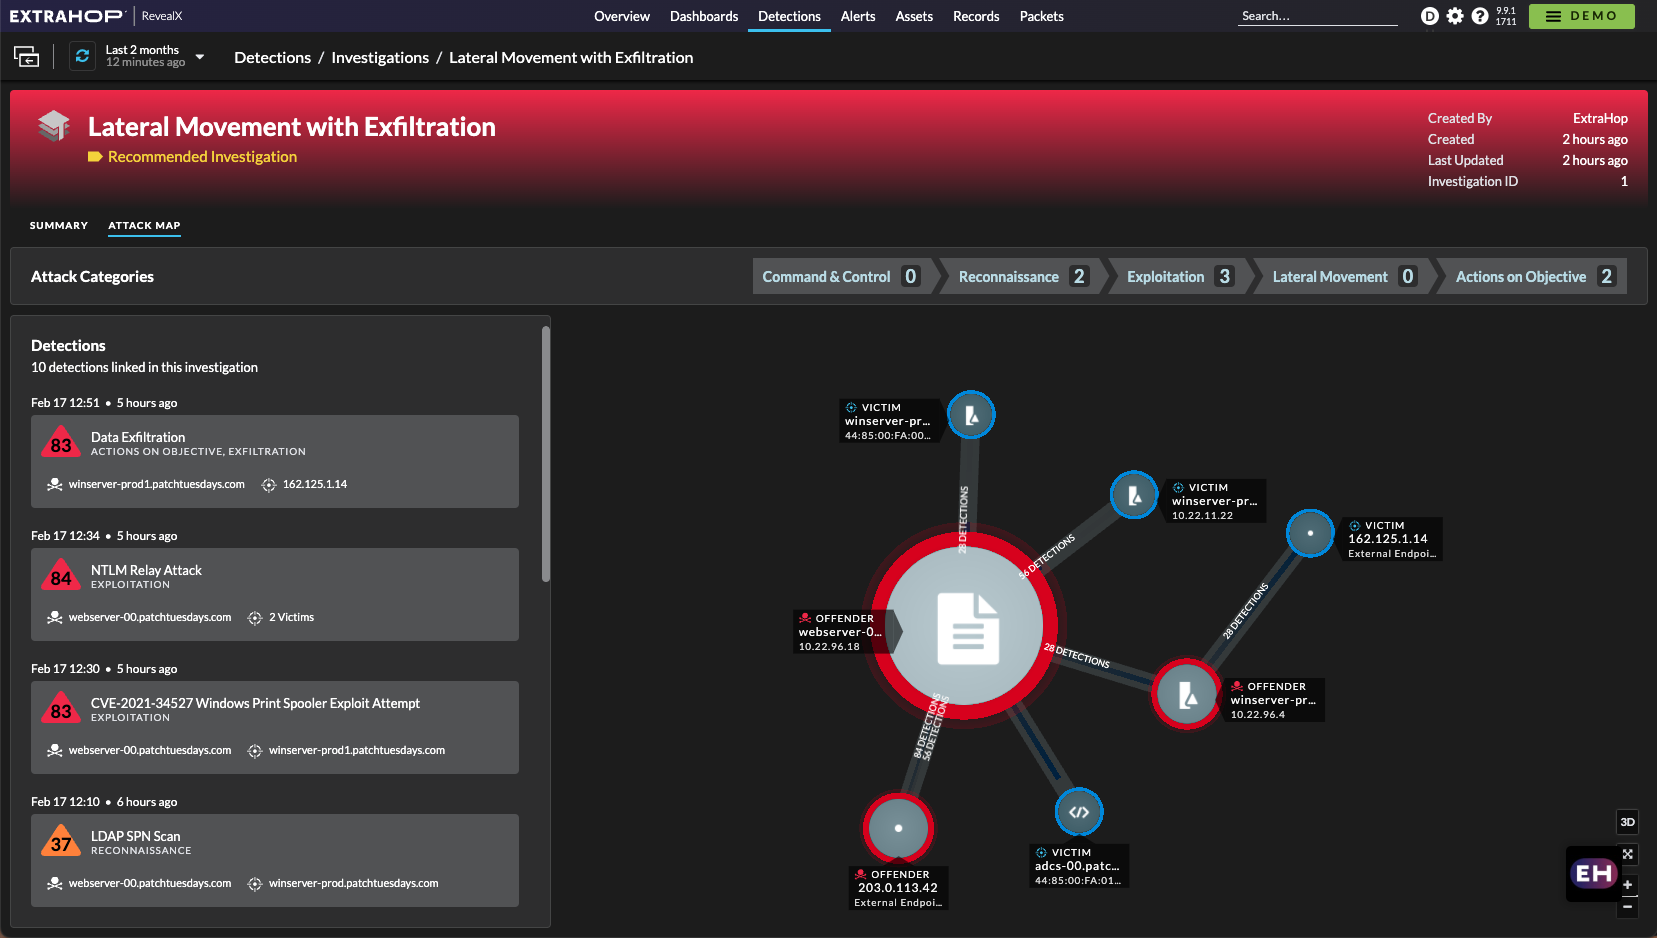 EXTRAHOP RevealX
Overview Dashboards Detections Alerts Assets Records Packets
Search...
D ? 9.9.1
1711
DEMO
Last 2 months
12 minutes ago
Detections / Investigations / Lateral Movement with Exfiltration
Lateral Movement with Exfiltration
Recommended Investigation
Created By ExtraHop
Created 2 hours ago
Last Updated 2 hours ago
Investigation ID 1
SUMMARY ATTACK MAP
Attack Categories
Command & Control 0 Reconnaissance 2 Exploitation 3 Lateral Movement 0 Actions on Objective 2
Detections
10 detections linked in this investigation
Feb 17 12:51 • 5 hours ago
83 Data Exfiltration
ACTIONS ON OBJECTIVE, EXFILTRATION
winserver-prod1.patchtuesdays.com 162.125.1.14
Feb 17 12:34 • 5 hours ago
84 NTLM Relay Attack
EXPLOITATION
webserver-00.patchtuesdays.com 2 Victims
Feb 17 12:30 • 5 hours ago
83 CVE-2021-34527 Windows Print Spooler Exploit Attempt
EXPLOITATION
webserver-00.patchtuesdays.com winserver-prod1.patchtuesdays.com
Feb 17 12:10 • 6 hours ago
37 LDAP SPN Scan
RECONNAISSANCE
webserver-00.patchtuesdays.com winserver-prod.patchtuesdays.com
VICTIM
winserver-pr...
44:85:00:FA:00...
28 DETECTIONS
VICTIM
winserver-pr...
10.22.11.22
56 DETECTIONS
VICTIM
162.125.1.14
External Endpoi...
28 DETECTIONS
OFFENDER
webserver-0...
10.22.96.18
28 DETECTIONS
OFFENDER
winserver-pr...
10.22.96.4
84 DETECTIONS
56 DETECTIONS
</>
VICTIM
adcs-00.patc...
44:85:00:FA:01...
OFFENDER
203.0.113.42
External Endpoi...
3D
EH
+
−